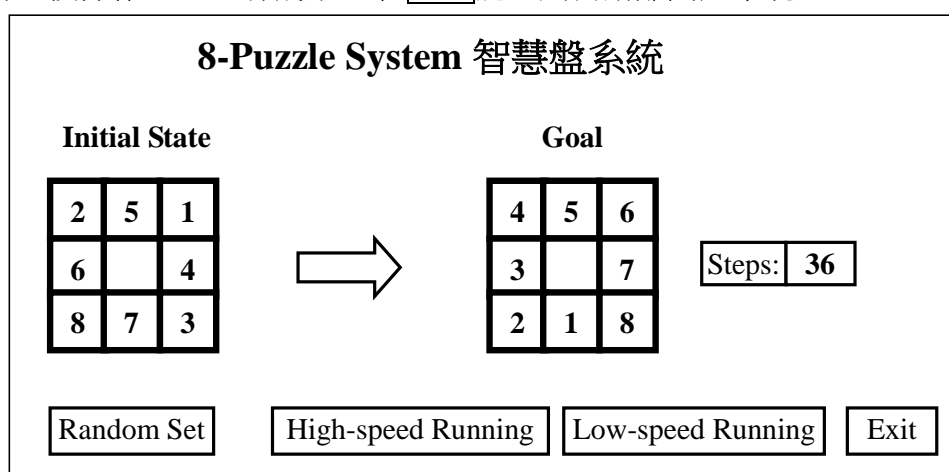 8-Puzzle System 智慧盤系統
Initial State Goal
2 5 1 4 5 6
6 4 3 7 Steps: 36
8 7 3 2 1 8
Random Set High-speed Running Low-speed Running Exit